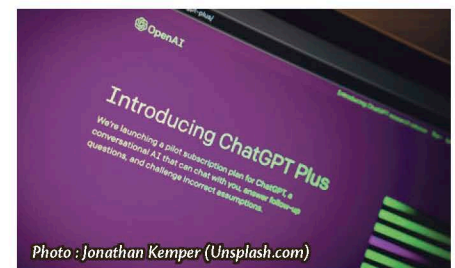 OpenAI
Introducing ChatGPT Plus
We're launching a pilot subscription plan for ChatGPT, a
conversational AI that can chat with you, answer follow-up
questions, and challenge incorrect assumptions.
Photo : Jonathan Kemper (Unsplash.com)